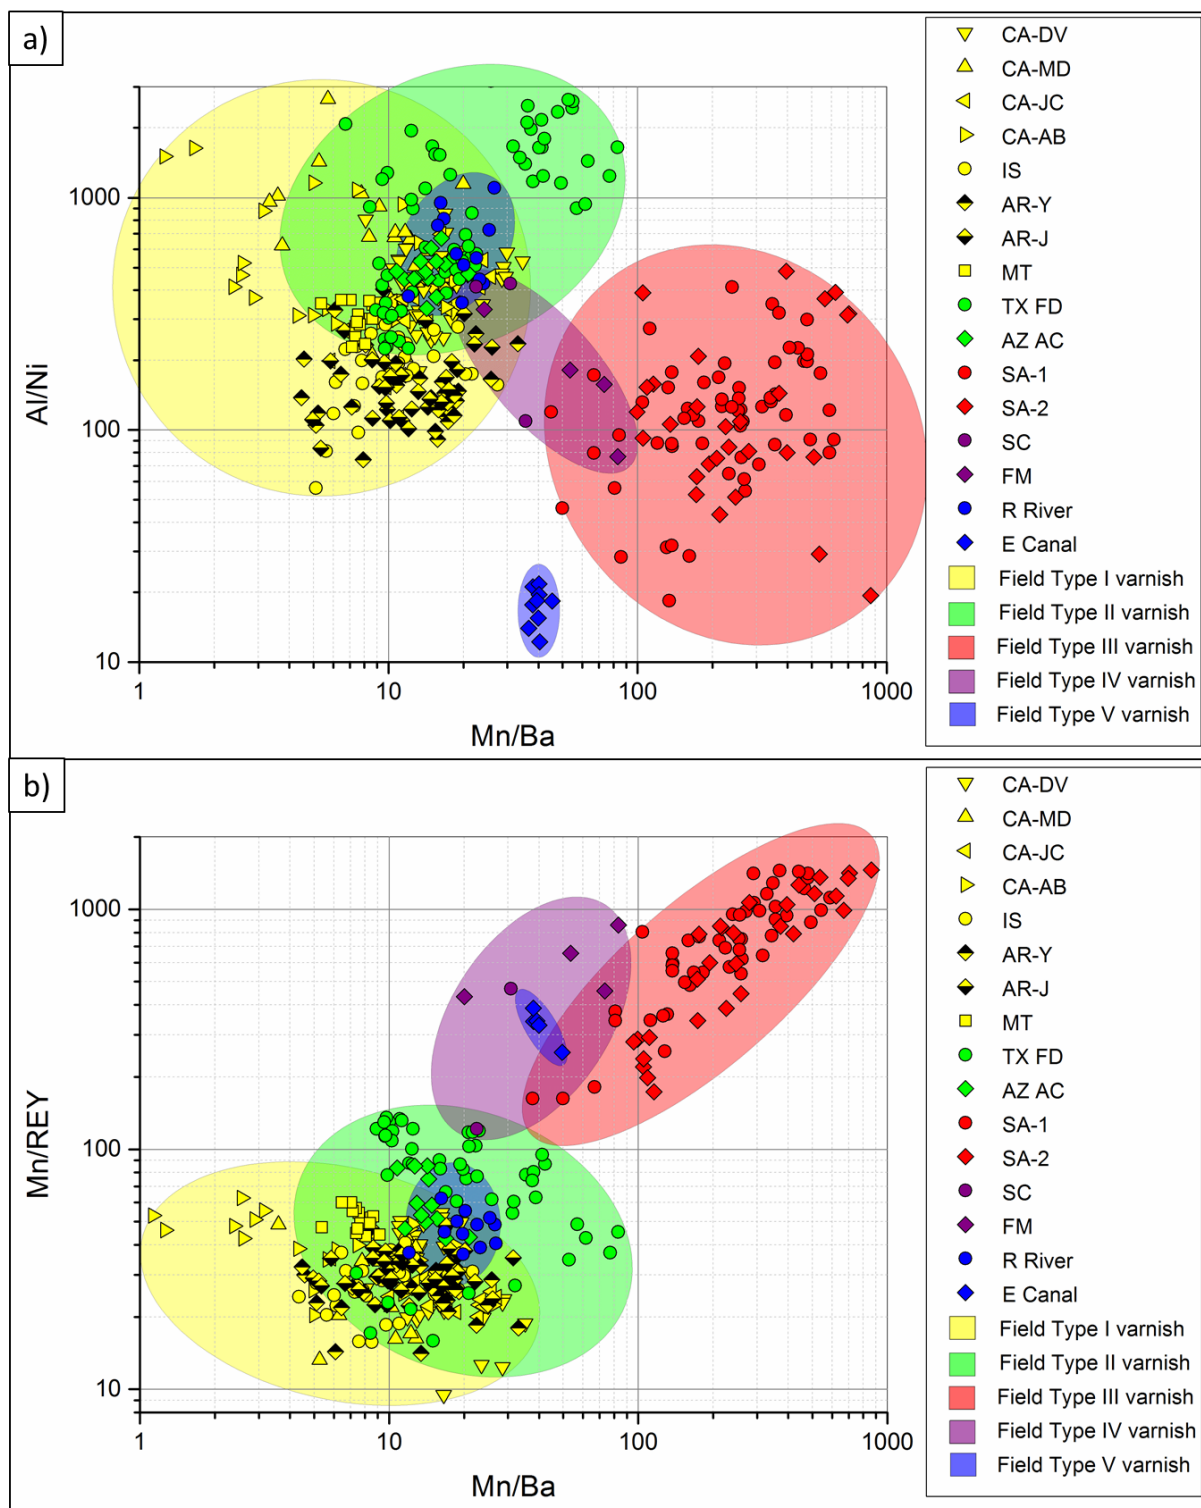 a)
1000
100
10
Al/Ni
1
10
100
1000
Mn/Ba
CA-DV
CA-MD
CA-JC
CA-AB
IS
AR-Y
AR-J
MT
TX FD
AZ AC
SA-1
SA-2
SC
FM
R River
E Canal
Field Type I varnish
Field Type II varnish
Field Type III varnish
Field Type IV varnish
Field Type V varnish
b)
1000
100
10
Mn/REY
1
10
100
1000
Mn/Ba
CA-DV
CA-MD
CA-JC
CA-AB
IS
AR-Y
AR-J
MT
TX FD
AZ AC
SA-1
SA-2
SC
FM
R River
E Canal
Field Type I varnish
Field Type II varnish
Field Type III varnish
Field Type IV varnish
Field Type V varnish